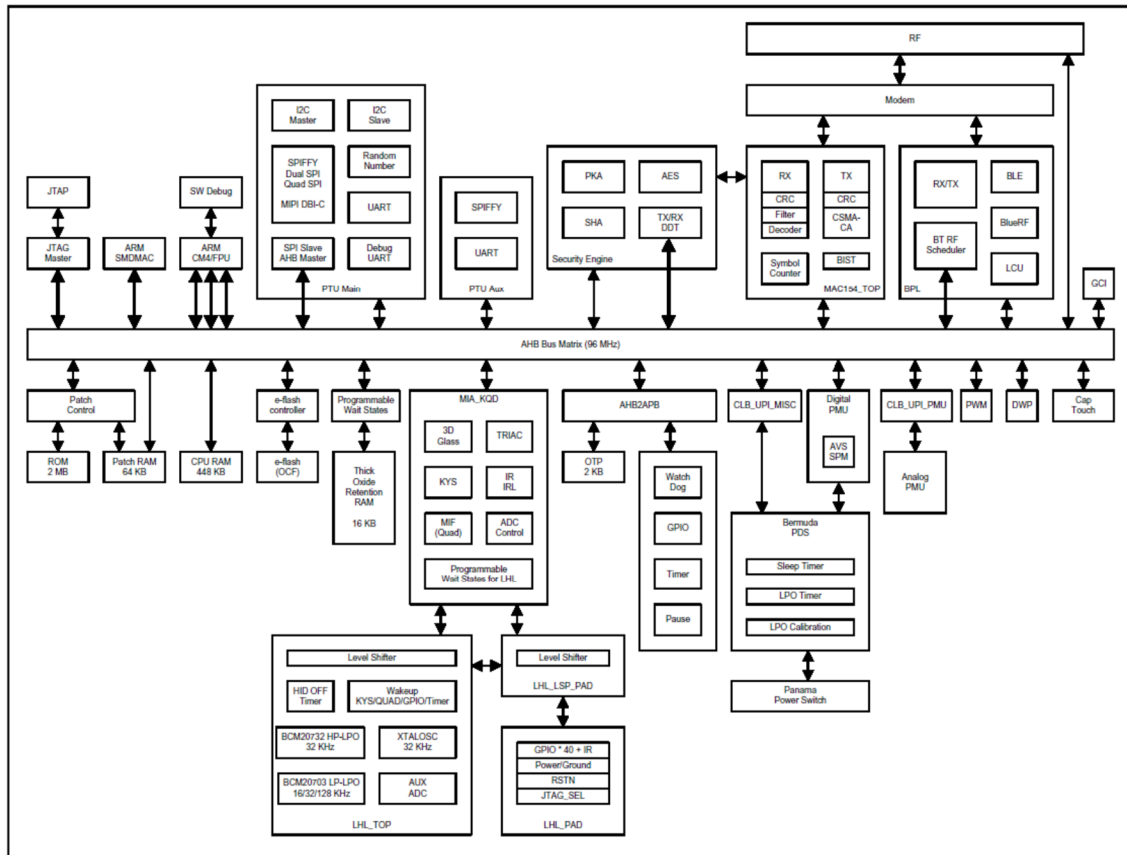 RF
Modem
I2C
Master
I2C
Slave
SPIFFY
Dual SPI
Quad SPI
MIPI DBI-C
Random
Number
UART
SPI Slave
AHB Master
Debug
UART
PTU Main
SPIFFY
UART
PTU Aux
PKA
AES
SHA
TX/RX
DDT
Security Engine
RX
CRC
Filter
Decoder
Symbol
Counter
TX
CRC
CSMA-
CA
BIST
MAC154_TOP
RX/TX
BLE
BT RF
Scheduler
BlueRF
LCU
BPL
JTAP
SW Debug
JTAG
Master
ARM
SMDMAC
ARM
CM4/FPU
GCI
AHB Bus Matrix (96 MHz)
Patch
Control
ROM
2 MB
Patch RAM
64 KB
CPU RAM
448 KB
e-flash
controller
e-flash
(OCF)
Programmable
Wait States
Thick
Oxide
Retention
RAM
16 KB
MIA_KQD
3D
Glass
TRIAC
KYS
IR
IRL
MIF
(Quad)
ADC
Control
Programmable
Wait States for LHL
AHB2APB
OTP
2 KB
Watch
Dog
GPIO
Timer
Pause
CLB_UPI_MISC
Digital
PMU
AVS
SPM
CLB_UPI_PMU
PWM
DWP
Cap
Touch
Analog
PMU
Bermuda
PDS
Sleep Timer
LPO Timer
LPO Calibration
Panama
Power Switch
Level Shifter
HID OFF
Timer
Wakeup
KYS/QUAD/GPIO/Timer
BCM20732 HP-LPO
32 KHz
XTALOSC
32 KHz
BCM20703 LP-LPO
16/32/128 KHz
AUX
ADC
LHL_TOP
Level Shifter
LHL_LSP_PAD
GPIO * 40 + IR
Power/Ground
RSTN
JTAG_SEL
LHL_PAD